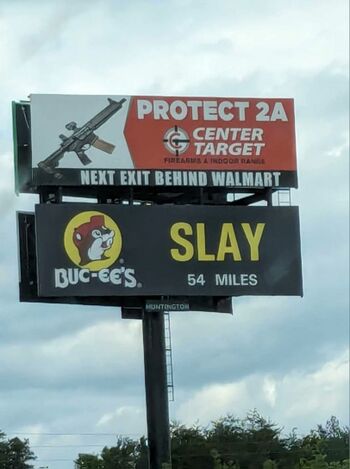 PROTECT 2A
CENTER
TARGET
FIREARMS & INDOOR RANGE
NEXT EXIT BEHIND WALMART
BUC-EE'S
SLAY
54 MILES
HUNTINGTON